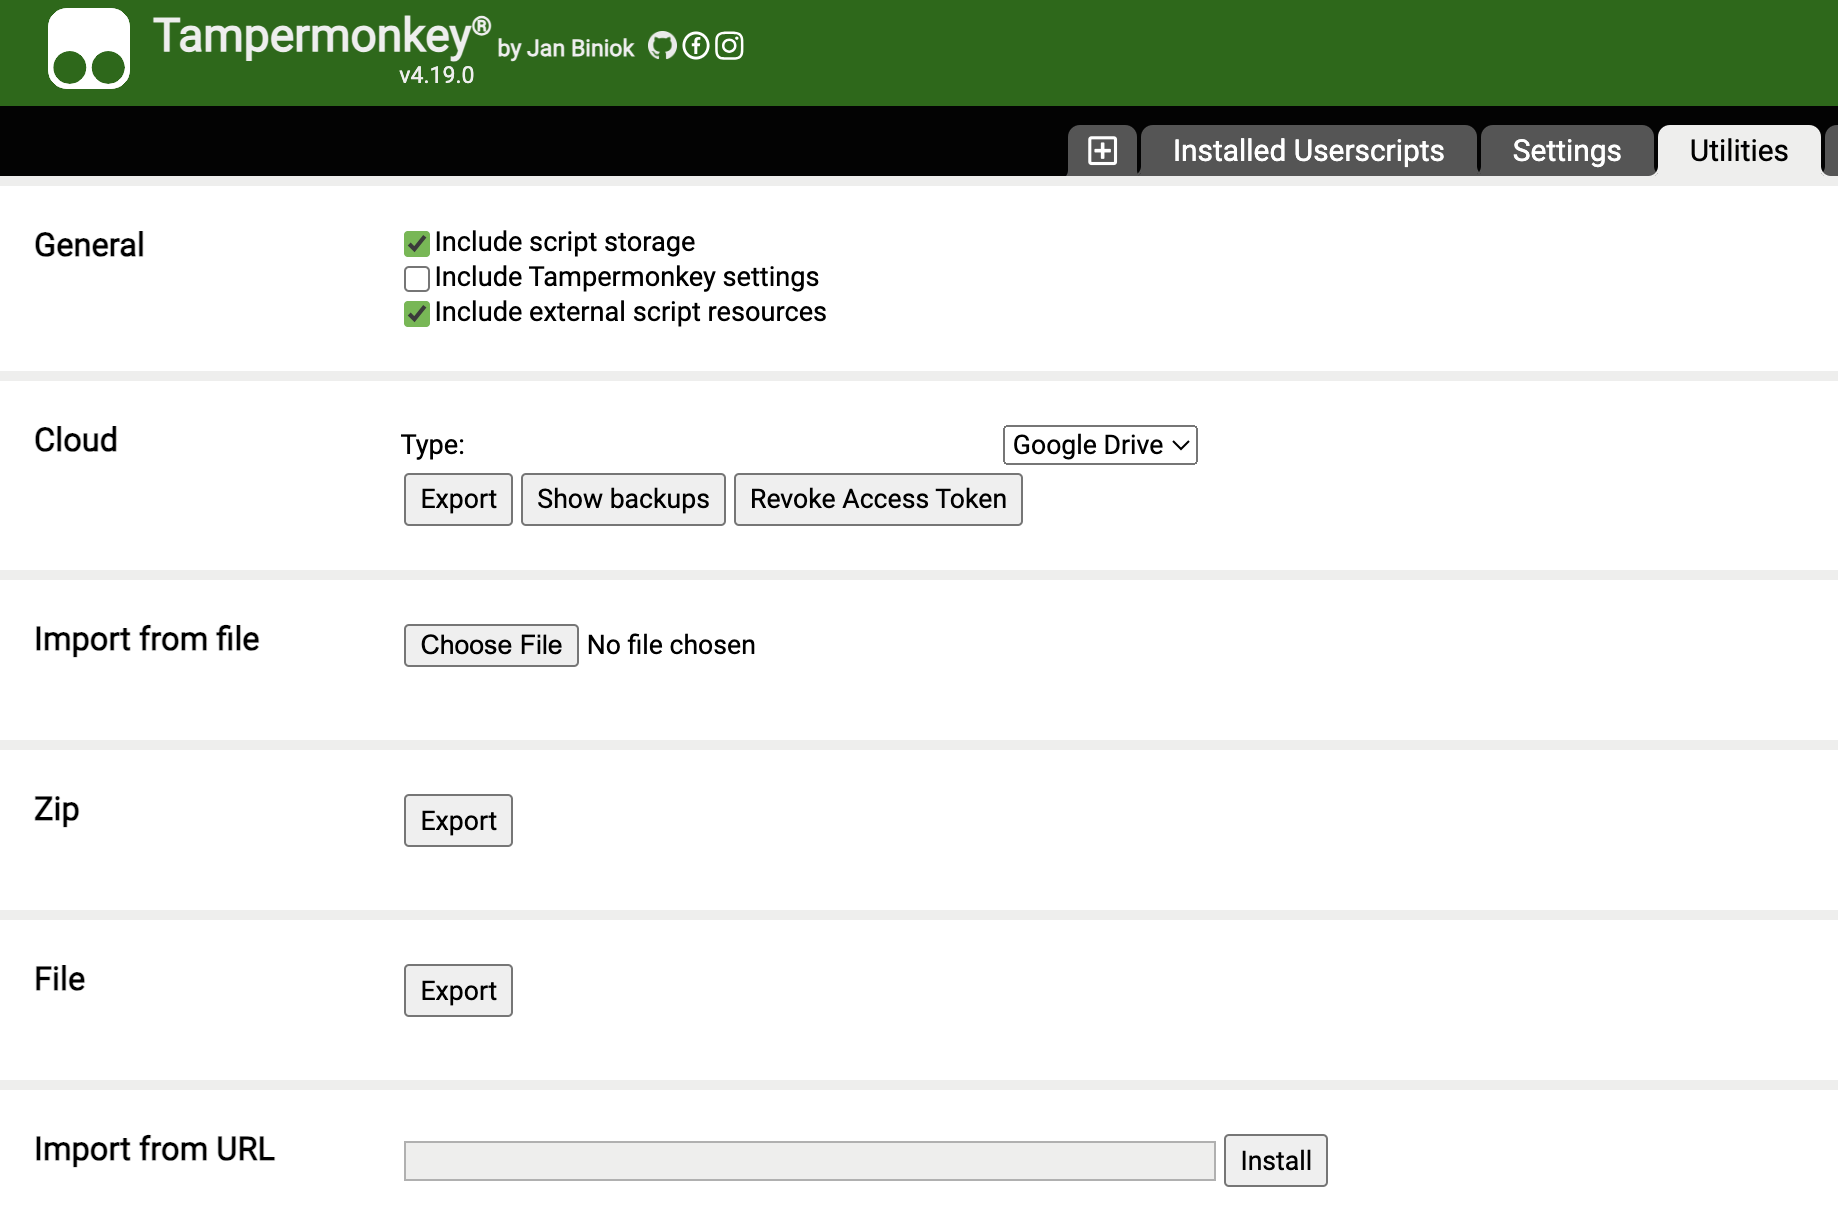 Tampermonkey® by Jan Biniok
v4.19.0
Installed Userscripts
Settings
Utilities
General
Include script storage
Include Tampermonkey settings
Include external script resources
Cloud
Type:
Google Drive
Export
Show backups
Revoke Access Token
Import from file
Choose File No file chosen
Zip
Export
File
Export
Import from URL
Install